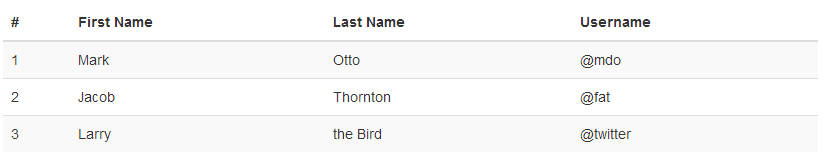 # First Name Last Name Username
1 Mark Otto @mdo
2 Jacob Thornton @fat
3 Larry the Bird @twitter